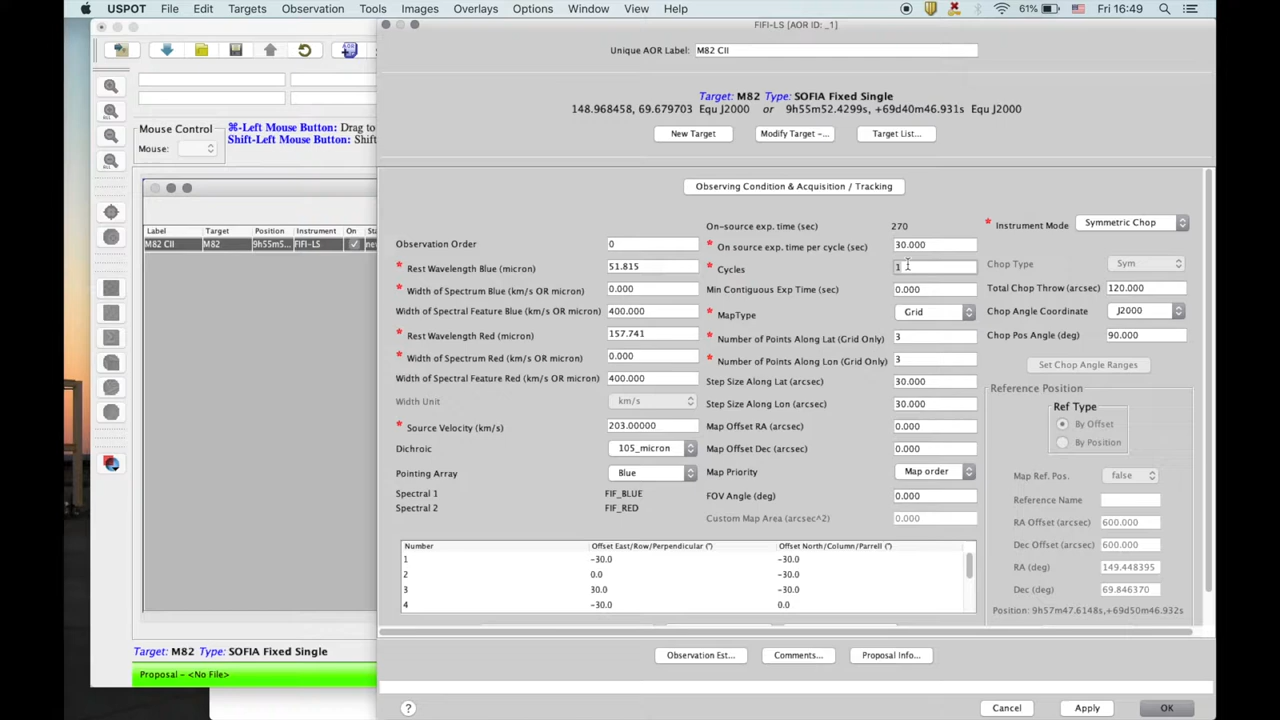 USPOT File Edit Targets Observation Tools Images Overlays Options Window View Help 61% Fri 16:49
FIFI-LS [AOR ID: _1]
Unique AOR Label: M82 CII
Target: M82 Type: SOFIA Fixed Single
148.968458, 69.679703 Equ J2000 or 9h55m52.4299s, +69d40m46.931s Equ J2000
New Target Modify Target -... Target List...
Mouse Control
Mouse:
⌘-Left Mouse Button: Drag to
Shift-Left Mouse Button: Shift
Label Target Position Instrument On Sta
M82 CII M82 9h55m5... FIFI-LS new
Target: M82 Type: SOFIA Fixed Single
Proposal - <No File>
Observing Condition & Acquisition / Tracking
Observation Order 0
* Rest Wavelength Blue (micron) 51.815
* Width of Spectrum Blue (km/s OR micron) 0.000
Width of Spectral Feature Blue (km/s OR micron) 400.000
* Rest Wavelength Red (micron) 157.741
* Width of Spectrum Red (km/s OR micron) 0.000
Width of Spectral Feature Red (km/s OR micron) 400.000
Width Unit km/s
* Source Velocity (km/s) 203.00000
Dichroic 105_micron
Pointing Array Blue
Spectral 1 FIF_BLUE
Spectral 2 FIF_RED
On-source exp. time (sec) 270
* On source exp. time per cycle (sec) 30.000
* Cycles 1
Min Contiguous Exp Time (sec) 0.000
* MapType Grid
* Number of Points Along Lat (Grid Only) 3
* Number of Points Along Lon (Grid Only) 3
Step Size Along Lat (arcsec) 30.000
Step Size Along Lon (arcsec) 30.000
Map Offset RA (arcsec) 0.000
Map Offset Dec (arcsec) 0.000
Map Priority Map order
FOV Angle (deg) 0.000
Custom Map Area (arcsec^2) 0.000
* Instrument Mode Symmetric Chop
Chop Type Sym
Total Chop Throw (arcsec) 120.000
Chop Angle Coordinate J2000
Chop Pos Angle (deg) 90.000
Set Chop Angle Ranges
Reference Position
Ref Type
By Offset
By Position
Map Ref. Pos. false
Reference Name
RA Offset (arcsec) 600.000
Dec Offset (arcsec) 600.000
RA (deg) 149.448395
Dec (deg) 69.846370
Position: 9h57m47.6148s,+69d50m46.932s
Number Offset East/Row/Perpendicular (") Offset North/Column/Parrell (")
1 -30.0 -30.0
2 0.0 -30.0
3 30.0 -30.0
4 -30.0 0.0
Observation Est... Comments... Proposal Info...
? Cancel Apply OK